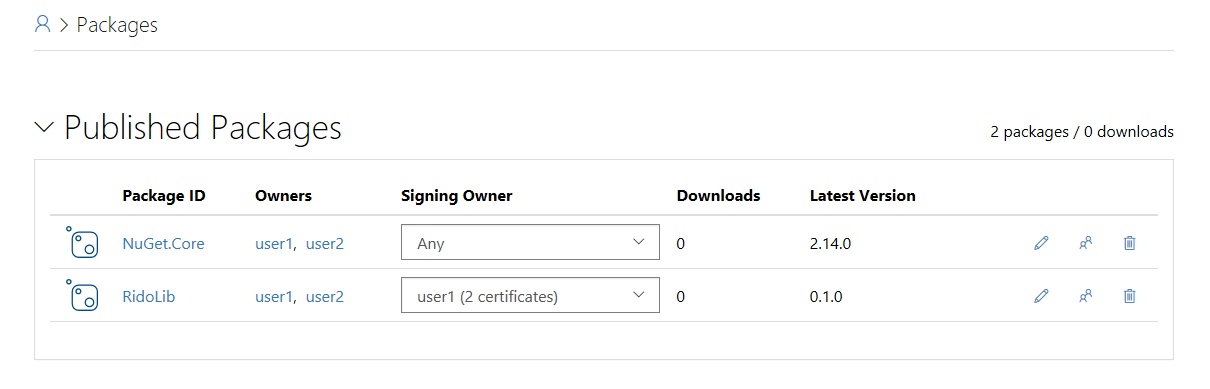 Packages
Published Packages
2 packages / 0 downloads
Package ID Owners Signing Owner Downloads Latest Version
NuGet.Core user1, user2 Any 0 2.14.0
RidoLib user1, user2 user1 (2 certificates) 0 0.1.0